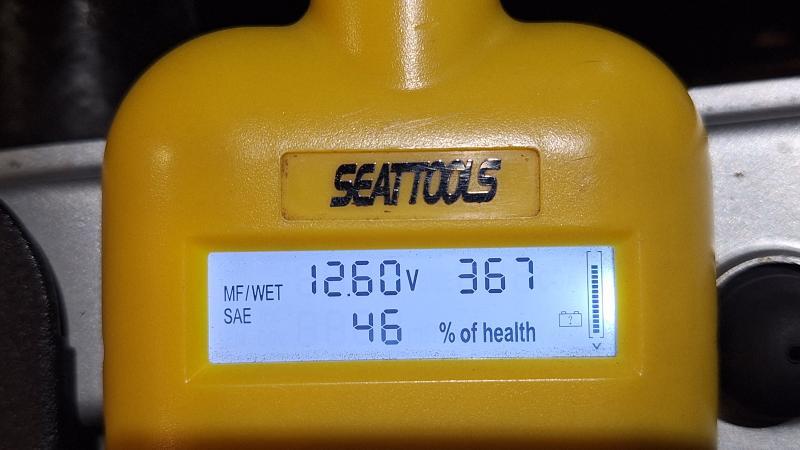 SEATTOOLS
MF/WET 12.60V 367
SAE 46 % of health
?